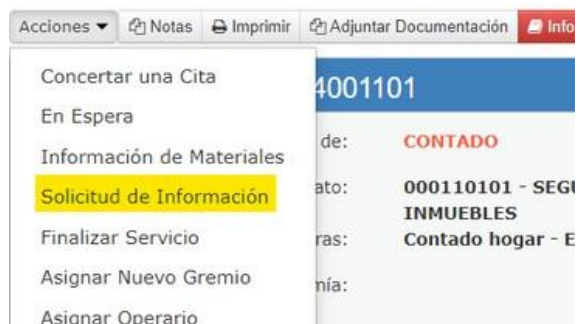 Acciones Notas Imprimir Adjuntar Documentación Info
Concertar una Cita
4001101
En Espera
de: CONTADO
Información de Materiales
ato: 000110101 - SEGU
Solicitud de Información
INMUEBLES
Finalizar Servicio
ras: Contado hogar - E
Asignar Nuevo Gremio
mía:
Asignar Operario